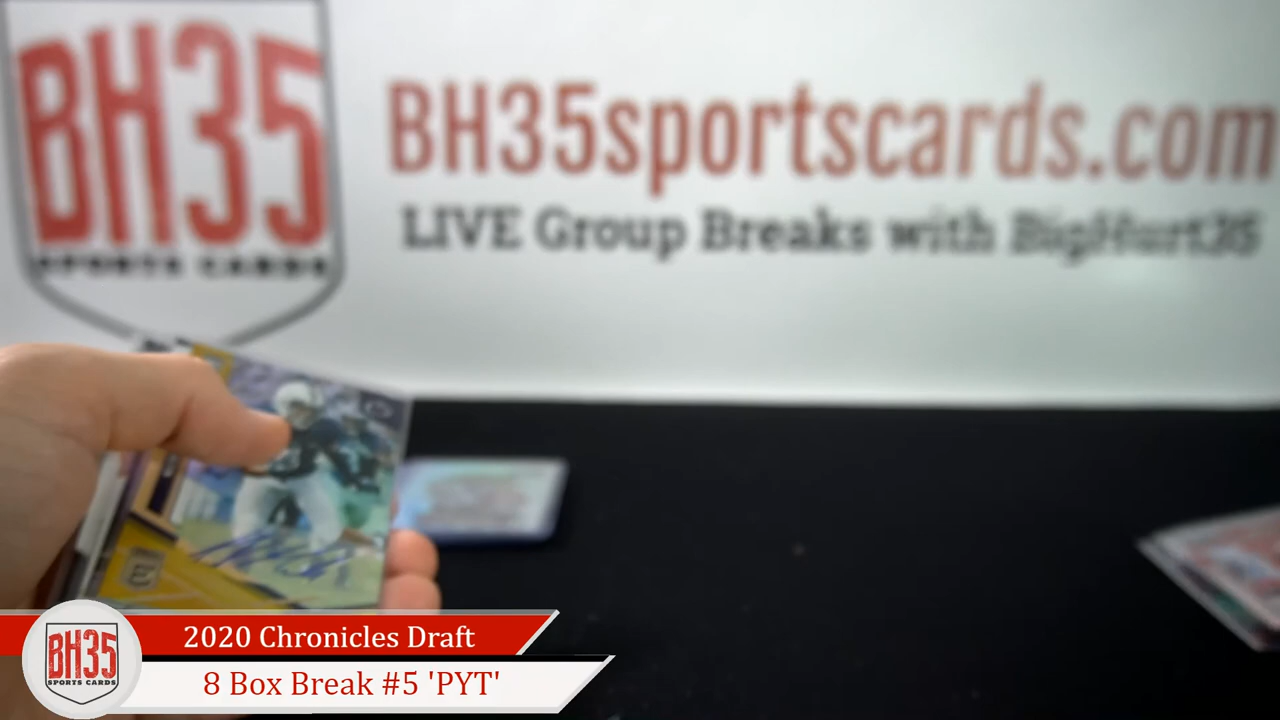 BH35
SPORTS CARDS
BH35sportscards.com
LIVE Group Breaks with BigHurt35
BH35
SPORTS CARDS
2020 Chronicles Draft
8 Box Break #5 'PYT'